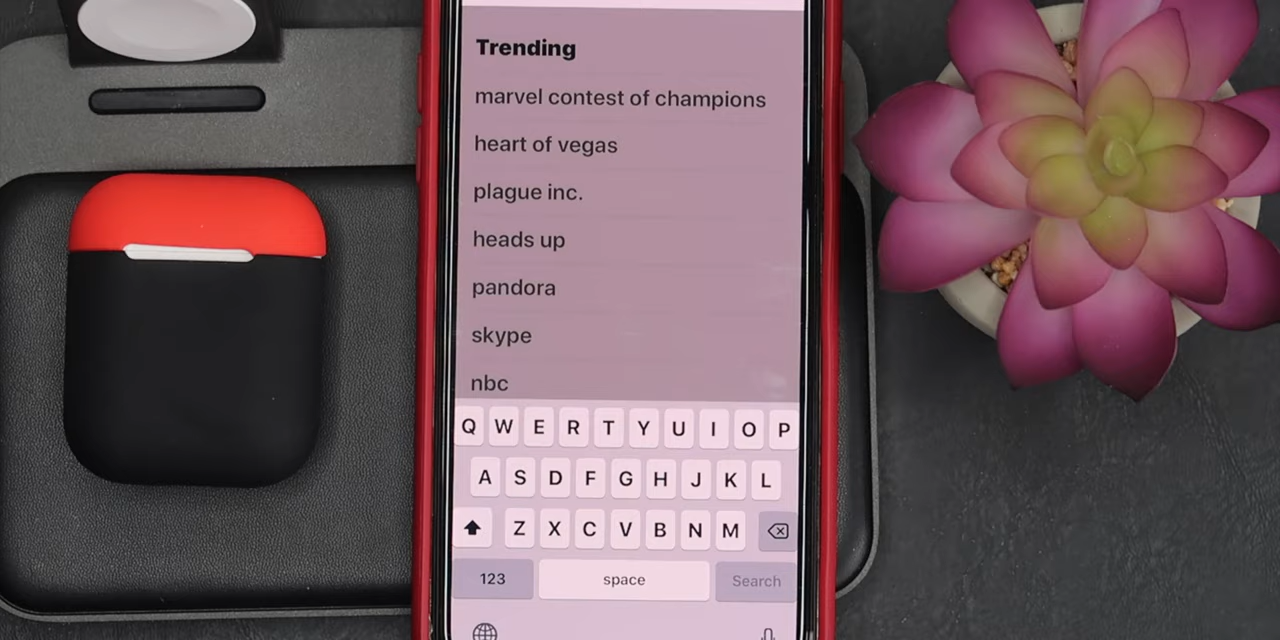 Trending
marvel contest of champions
heart of vegas
plague inc.
heads up
pandora
skype
nbc
Q W E R T Y U I O P
A S D F G H J K L
Z X C V B N M
123 space Search